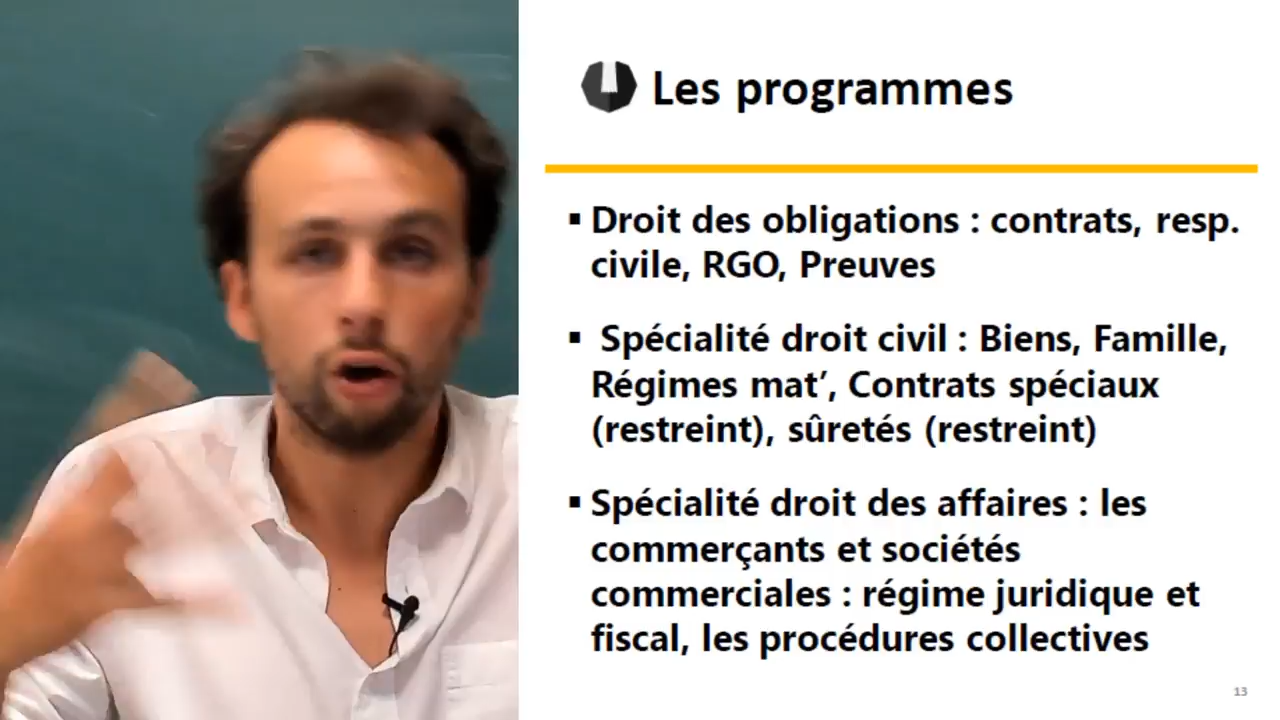 Les programmes
▪ Droit des obligations : contrats, resp.
civile, RGO, Preuves
▪ Spécialité droit civil : Biens, Famille,
Régimes mat’, Contrats spéciaux
(restreint), sûretés (restreint)
▪ Spécialité droit des affaires : les
commerçants et sociétés
commerciales : régime juridique et
fiscal, les procédures collectives
13